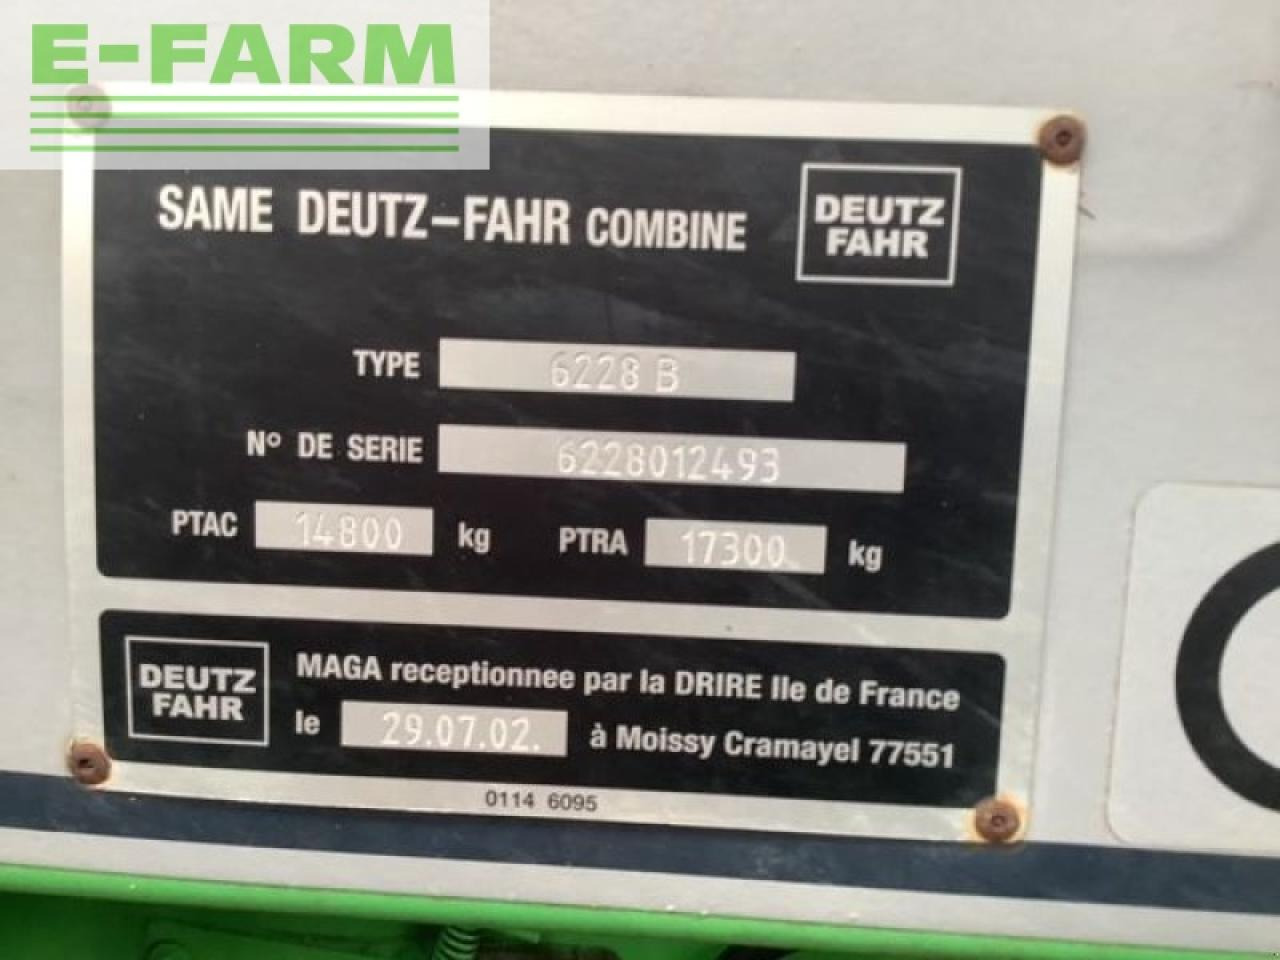 E-FARM
SAME DEUTZ-FAHR COMBINE
DEUTZ
FAHR
TYPE 6228 B
Nº DE SERIE 6228012493
PTAC 14800 kg PTRA 17300 kg
DEUTZ
FAHR
MAGA receptionnee par la DRIRE Ile de France
le 29.07.02. à Moissy Cramayel 77551
0114 6095